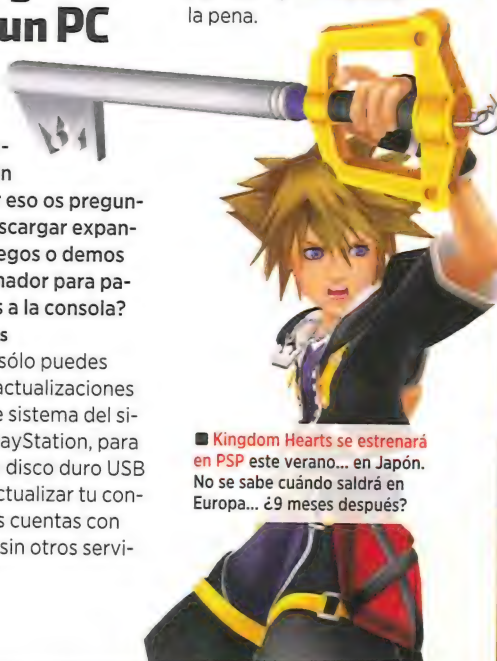 un PC
la pena.
-
n
r eso os pregun-
scargar expan-
egos o demos
nador para pa-
s a la consola?
s
sólo puedes
actualizaciones
e sistema del si-
ayStation, para
disco duro USB
ctualizar tu con-
s cuentas con
sin otros servi-
■ Kingdom Hearts se estrenará
en PSP este verano... en Japón.
No se sabe cuándo saldrá en
Europa... ¿9 meses después?